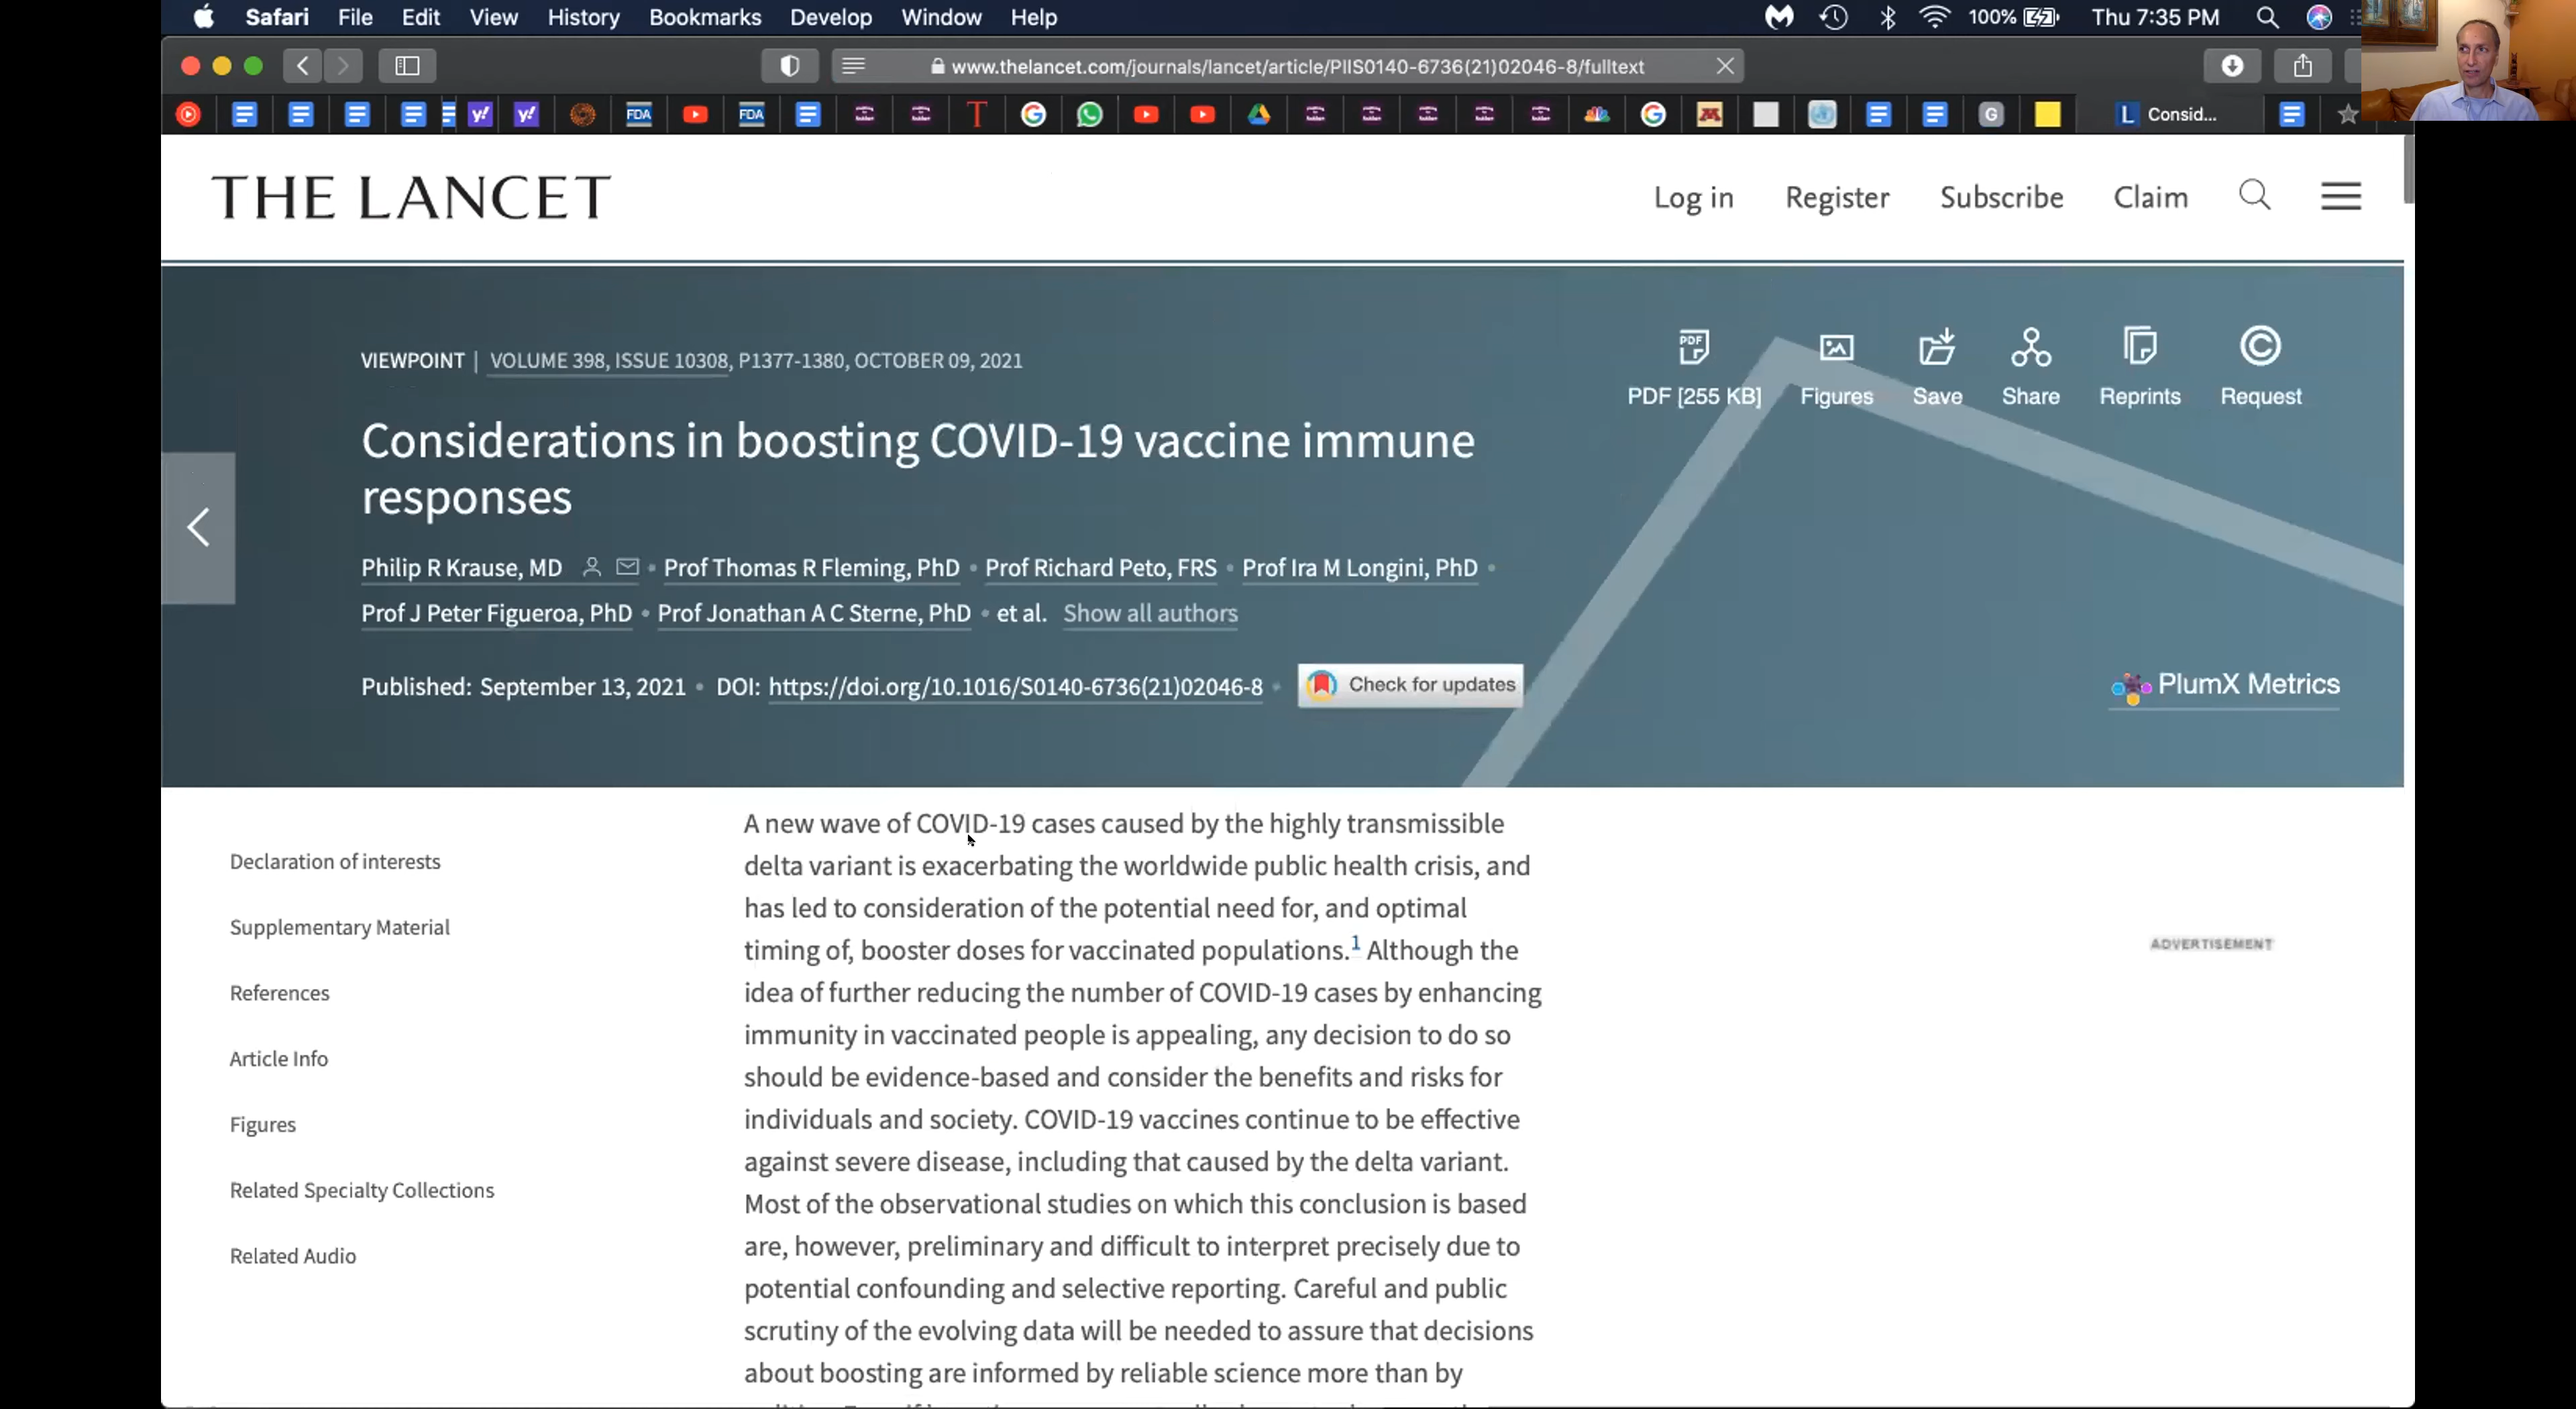 Safari File Edit View History Bookmarks Develop Window Help 100% Thu 7:35 PM
www.thelancet.com/journals/lancet/article/PIIS0140-6736(21)02046-8/fulltext
y! y! FDA FDA T G L Consid...
THE LANCET
Log in Register Subscribe Claim
VIEWPOINT | VOLUME 398, ISSUE 10308, P1377-1380, OCTOBER 09, 2021
PDF
PDF [255 KB] Figures Save Share Reprints Request
Considerations in boosting COVID-19 vaccine immune
responses
Philip R Krause, MD • Prof Thomas R Fleming, PhD • Prof Richard Peto, FRS • Prof Ira M Longini, PhD •
Prof J Peter Figueroa, PhD • Prof Jonathan A C Sterne, PhD • et al. Show all authors
Published: September 13, 2021 • DOI: https://doi.org/10.1016/S0140-6736(21)02046-8 • Check for updates
PlumX Metrics
Declaration of interests
Supplementary Material
References
Article Info
Figures
Related Specialty Collections
Related Audio
A new wave of COVID-19 cases caused by the highly transmissible
delta variant is exacerbating the worldwide public health crisis, and
has led to consideration of the potential need for, and optimal
timing of, booster doses for vaccinated populations.1 Although the
idea of further reducing the number of COVID-19 cases by enhancing
immunity in vaccinated people is appealing, any decision to do so
should be evidence-based and consider the benefits and risks for
individuals and society. COVID-19 vaccines continue to be effective
against severe disease, including that caused by the delta variant.
Most of the observational studies on which this conclusion is based
are, however, preliminary and difficult to interpret precisely due to
potential confounding and selective reporting. Careful and public
scrutiny of the evolving data will be needed to assure that decisions
about boosting are informed by reliable science more than by
ADVERTISEMENT